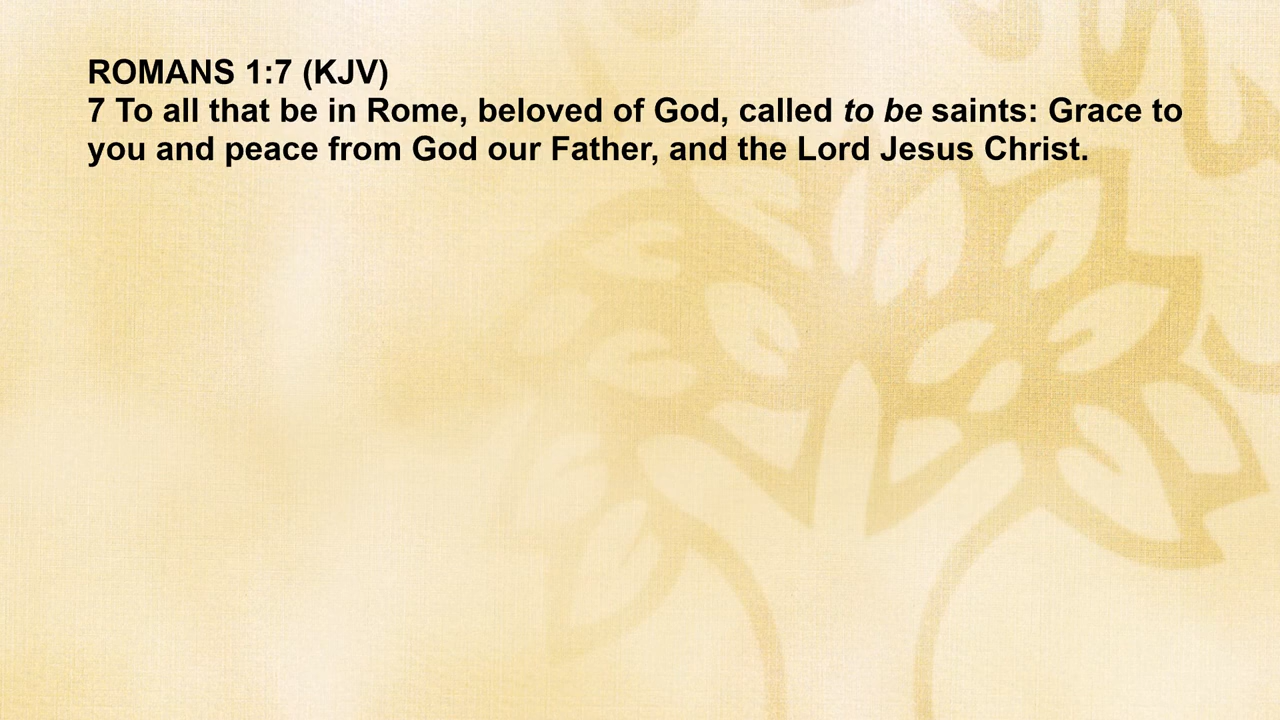 ROMANS 1:7 (KJV)
7 To all that be in Rome, beloved of God, called to be saints: Grace to
you and peace from God our Father, and the Lord Jesus Christ.